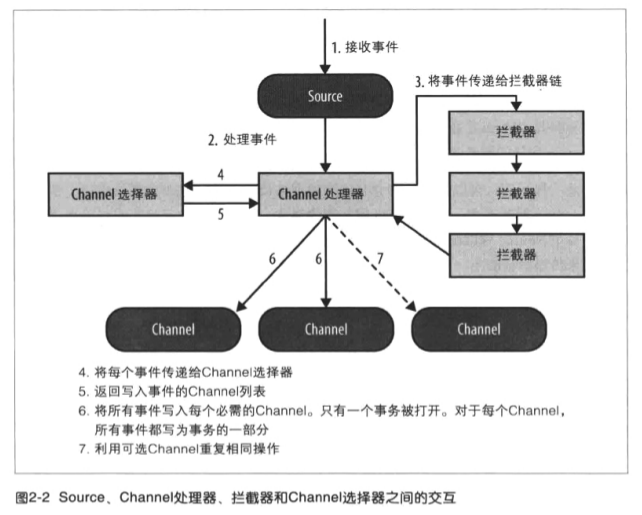 1. 接收事件
Source
2. 处理事件
3. 将事件传递给拦截器链
拦截器
拦截器
拦截器
4
Channel 选择器
5
Channel 处理器
6
6
7
Channel
Channel
Channel
4. 将每个事件传递给Channel选择器
5. 返回写入事件的Channel列表
6. 将所有事件写入每个必需的Channel。只有一个事务被打开。对于每个Channel，
所有事件都写为事务的一部分
7. 利用可选Channel重复相同操作
图2-2 Source、Channel处理器、拦截器和Channel选择器之间的交互